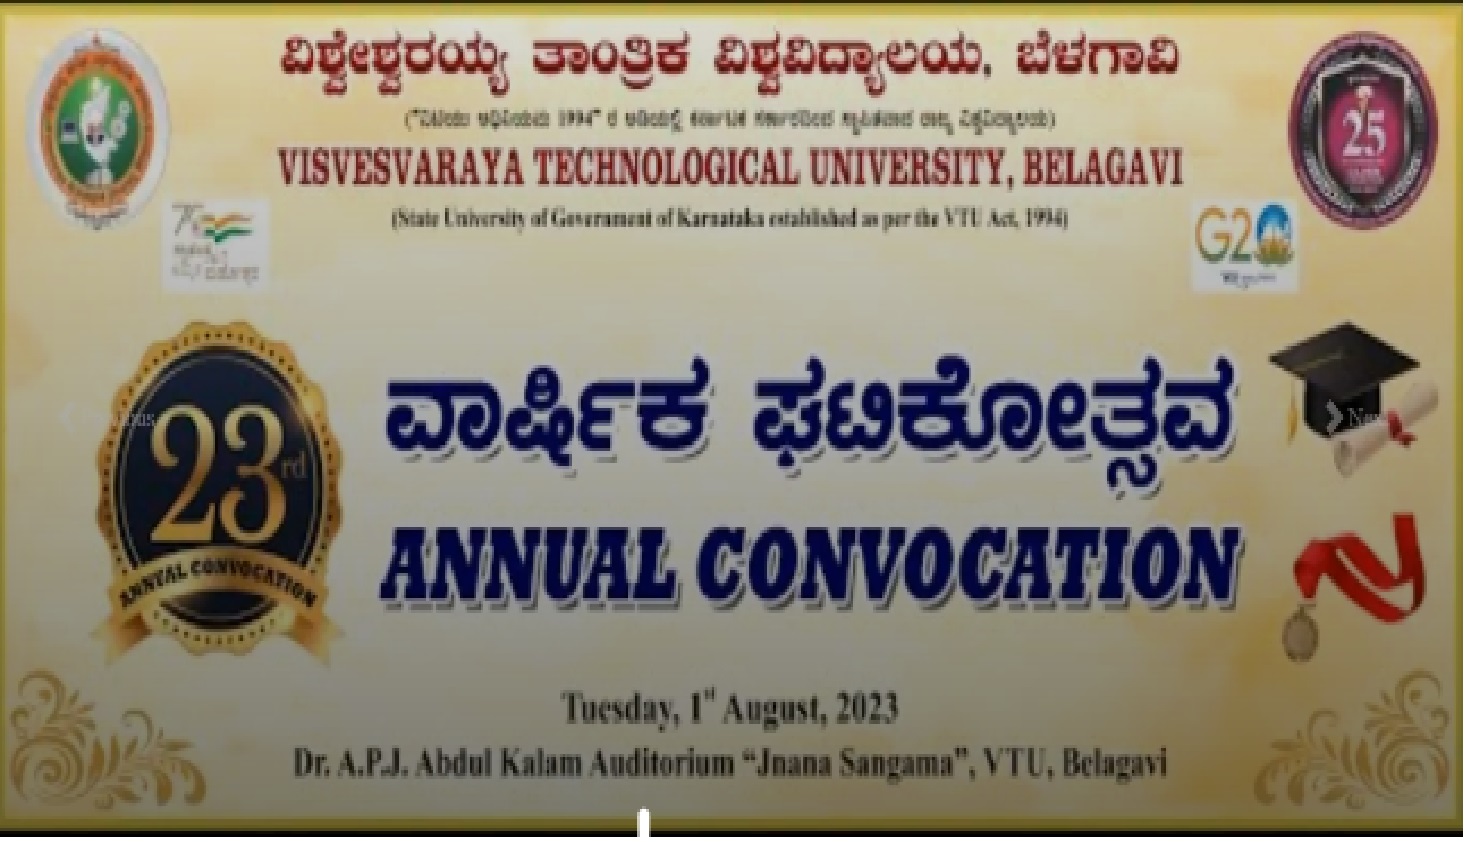 ವಿಶ್ವೇಶ್ವರಯ್ಯ ತಾಂತ್ರಿಕ ವಿಶ್ವವಿದ್ಯಾಲಯ, ಬೆಳಗಾವಿ
VISVESVARAYA TECHNOLOGICAL UNIVERSITY, BELAGAVI
(State University of Government of Karnataka established as per the VTU Act, 1994)
25
75
G20
23rd
ANNUAL CONVOCATION
ವಾರ್ಷಿಕ ಘಟಿಕೋತ್ಸವ
ANNUAL CONVOCATION
Tuesday, 1st August, 2023
Dr. A.P.J. Abdul Kalam Auditorium “Jnana Sangama”, VTU, Belagavi